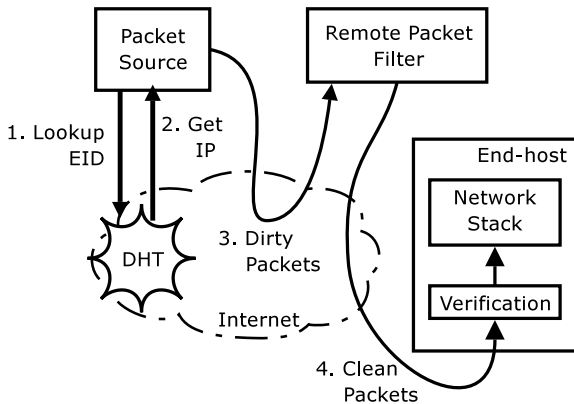 Packet
Source
Remote Packet
Filter
1. Lookup
EID
2. Get
IP
End-host
Network
Stack
3. Dirty
Packets
DHT
Verification
Internet
4. Clean
Packets